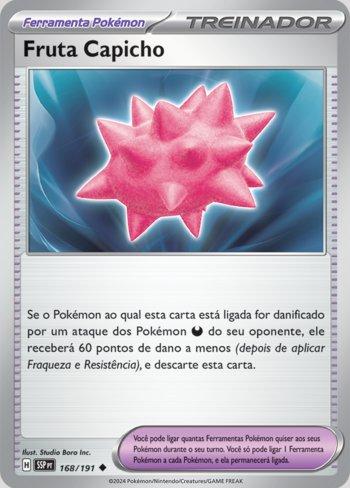 Ferramenta Pokémon
TREINADOR
Fruta Capicho
Se o Pokémon ao qual esta carta está ligada for danificado
por um ataque dos Pokémon do seu oponente, ele
receberá 60 pontos de dano a menos (depois de aplicar
Fraqueza e Resistência), e descarte esta carta.
Ilust. Studio Bora Inc.
H SSP PT 168/191
Você pode ligar quantas Ferramentas Pokémon quiser aos seus
Pokémon durante o seu turno. Você só pode ligar 1 Ferramenta
Pokémon a cada Pokémon, e ela permanecerá ligada.
©2024 Pokémon/Nintendo/Creatures/GAME FREAK